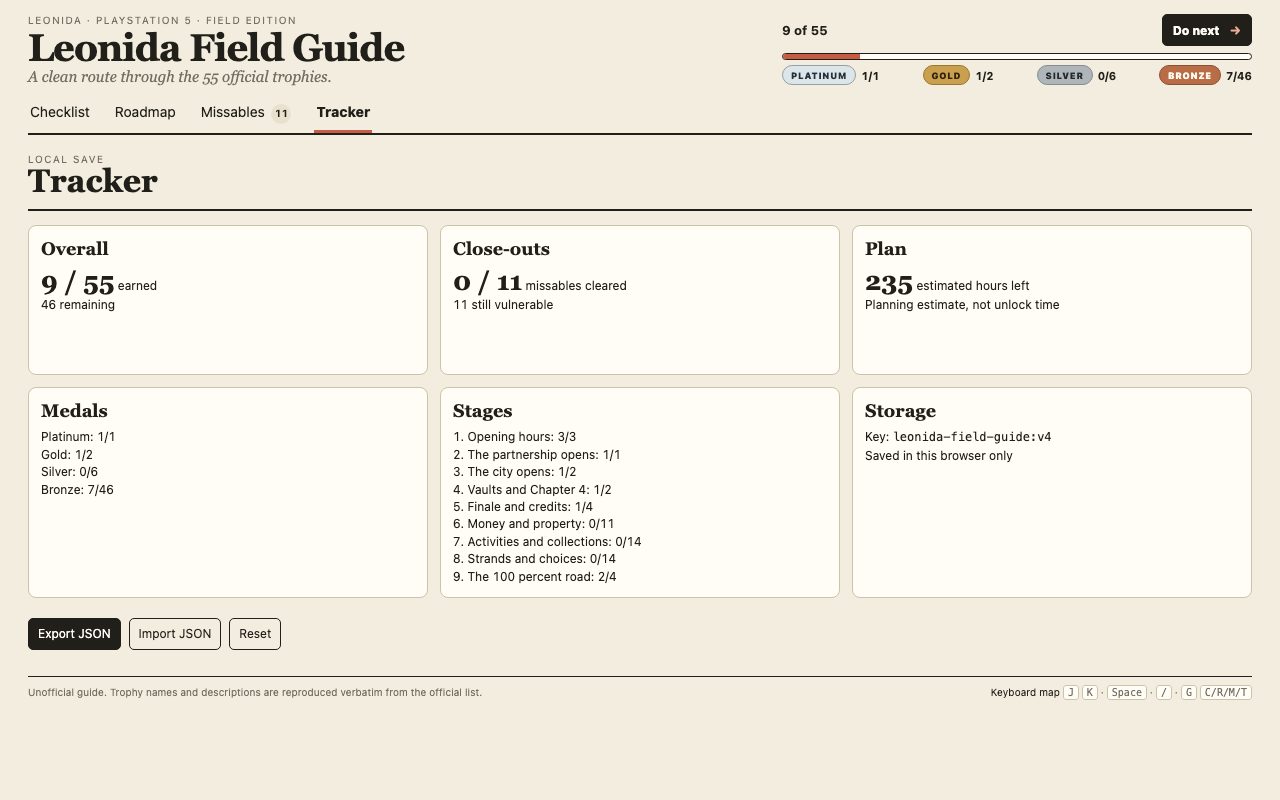 LEONIDA · PLAYSTATION 5 · FIELD EDITION
Leonida Field Guide
A clean route through the 55 official trophies.
9 of 55
Do next →
PLATINUM 1/1
GOLD 1/2
SILVER 0/6
BRONZE 7/46
Checklist
Roadmap
Missables 11
Tracker
LOCAL SAVE
Tracker
Overall
9 / 55 earned
46 remaining
Close-outs
0 / 11 missables cleared
11 still vulnerable
Plan
235 estimated hours left
Planning estimate, not unlock time
Medals
Platinum: 1/1
Gold: 1/2
Silver: 0/6
Bronze: 7/46
Stages
1. Opening hours: 3/3
2. The partnership opens: 1/1
3. The city opens: 1/2
4. Vaults and Chapter 4: 1/2
5. Finale and credits: 1/4
6. Money and property: 0/11
7. Activities and collections: 0/14
8. Strands and choices: 0/14
9. The 100 percent road: 2/4
Storage
Key: leonida-field-guide:v4
Saved in this browser only
Export JSON
Import JSON
Reset
Unofficial guide. Trophy names and descriptions are reproduced verbatim from the official list.
Keyboard map J K · Space · / · G C/R/M/T